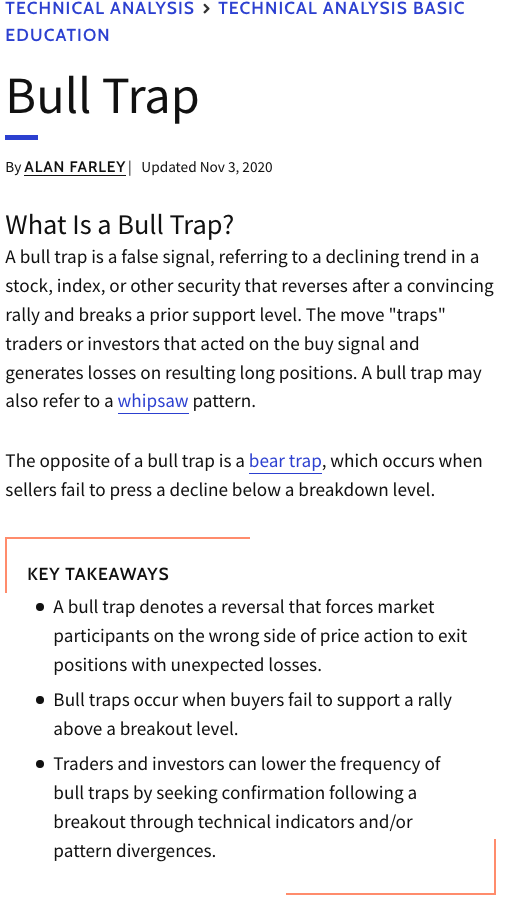 TECHNICAL ANALYSIS > TECHNICAL ANALYSIS BASIC
EDUCATION
Bull Trap
By ALAN FARLEY | Updated Nov 3, 2020
What Is a Bull Trap?
A bull trap is a false signal, referring to a declining trend in a
stock, index, or other security that reverses after a convincing
rally and breaks a prior support level. The move "traps"
traders or investors that acted on the buy signal and
generates losses on resulting long positions. A bull trap may
also refer to a whipsaw pattern.
The opposite of a bull trap is a bear trap, which occurs when
sellers fail to press a decline below a breakdown level.
KEY TAKEAWAYS
• A bull trap denotes a reversal that forces market
participants on the wrong side of price action to exit
positions with unexpected losses.
• Bull traps occur when buyers fail to support a rally
above a breakout level.
• Traders and investors can lower the frequency of
bull traps by seeking confirmation following a
breakout through technical indicators and/or
pattern divergences.